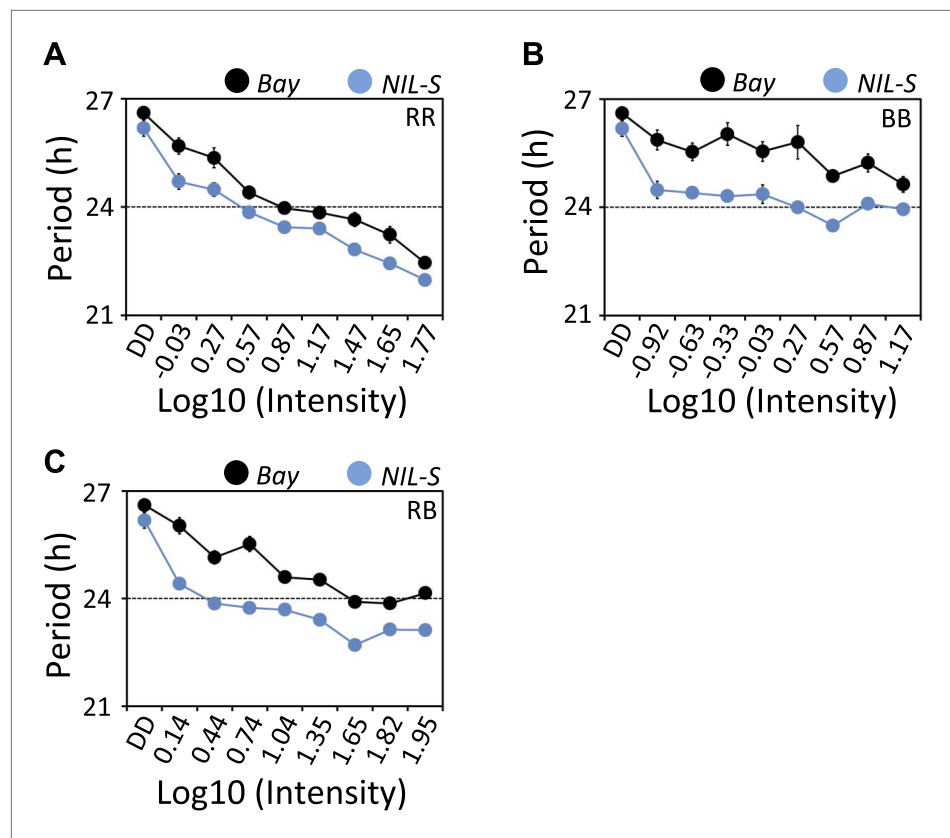 A
Bay NIL-S
RR
Period (h)
27
24
21
DD -0.03 0.27 0.57 0.87 1.17 1.47 1.65 1.77
Log10 (Intensity)
B
Bay NIL-S
BB
Period (h)
27
24
21
DD -0.92 -0.63 -0.33 -0.03 0.27 0.57 0.87 1.17
Log10 (Intensity)
C
Bay NIL-S
RB
Period (h)
27
24
21
DD 0.14 0.44 0.74 1.04 1.35 1.65 1.82 1.95
Log10 (Intensity)